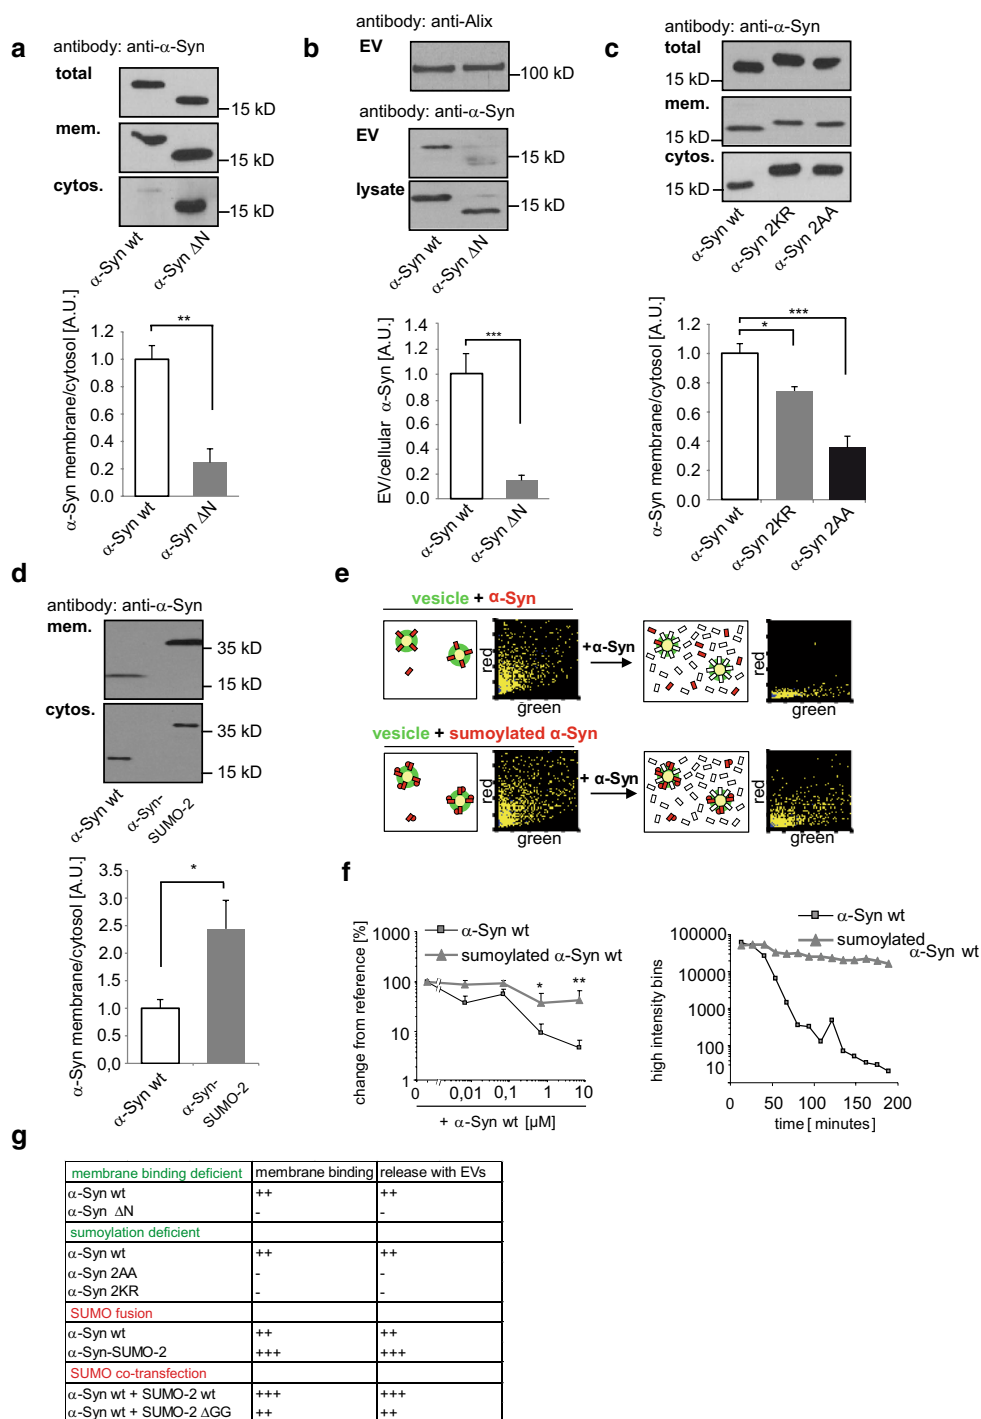 a
antibody: anti-α-Syn
total
15 kD
mem.
15 kD
cytos.
15 kD
α-Syn wt
α-Syn ΔN
α-Syn membrane/cytosol [A.U.]
1.2
1.0
0.8
0.6
0.4
0.2
0.0
**
α-Syn wt
α-Syn ΔN
b
antibody: anti-Alix
EV
100 kD
antibody: anti-α-Syn
EV
15 kD
lysate
15 kD
α-Syn wt
α-Syn ΔN
EV/cellular α-Syn [A.U.]
1.4
1.2
1.0
0.8
0.6
0.4
0.2
0.0
***
α-Syn wt
α-Syn ΔN
c
antibody: anti-α-Syn
total
15 kD
mem.
15 kD
cytos.
15 kD
α-Syn wt
α-Syn 2KR
α-Syn 2AA
α-Syn membrane/cytosol [A.U.]
1.2
1.0
0.8
0.6
0.4
0.2
0.0
***
*
α-Syn wt
α-Syn 2KR
α-Syn 2AA
d
antibody: anti-α-Syn
mem.
35 kD
15 kD
cytos.
35 kD
15 kD
α-Syn wt
α-Syn-
SUMO-2
α-Syn membrane/cytosol [A.U.]
3.5
3.0
2.5
2.0
1.5
1.0
0,5
0.0
*
α-Syn wt
α-Syn-
SUMO-2
e
vesicle + α-Syn
red
green
+α-Syn
red
green
vesicle + sumoylated α-Syn
red
green
+ α-Syn
red
green
f
α-Syn wt
sumoylated α-Syn wt
change from reference [%]
1000
100
10
1
* **
0 0,01 0,1 1 10
+ α-Syn wt [µM]
α-Syn wt
sumoylated
α-Syn wt
high intensity bins
100000
10000
1000
100
10
0 50 100 150 200
time [ minutes]
g
membrane binding deficient membrane binding release with EVs
α-Syn wt ++ ++
α-Syn ΔN - -
sumoylation deficient
α-Syn wt ++ ++
α-Syn 2AA - -
α-Syn 2KR - -
SUMO fusion
α-Syn wt ++ ++
α-Syn-SUMO-2 +++ +++
SUMO co-transfection
α-Syn wt + SUMO-2 wt +++ +++
α-Syn wt + SUMO-2 ΔGG ++ ++